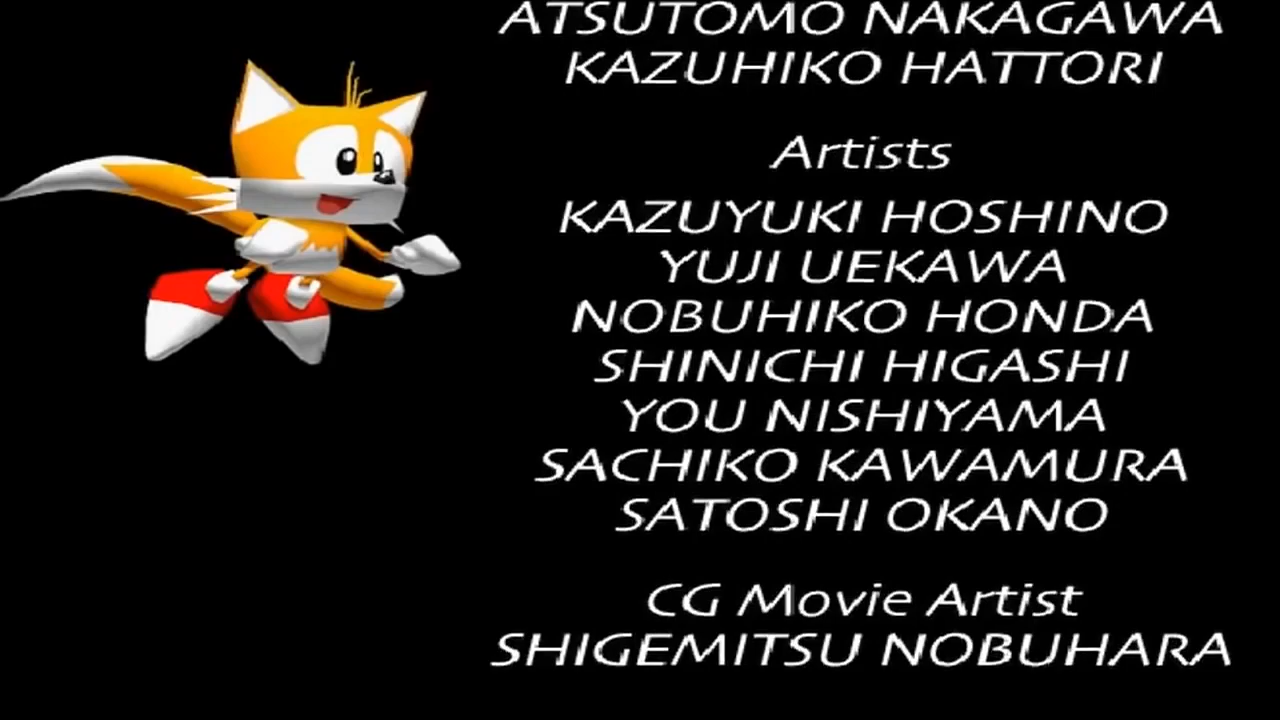 ATSUTOMO NAKAGAWA
KAZUHIKO HATTORI
Artists
KAZUYUKI HOSHINO
YUJI UEKAWA
NOBUHIKO HONDA
SHINICHI HIGASHI
YOU NISHIYAMA
SACHIKO KAWAMURA
SATOSHI OKANO
CG Movie Artist
SHIGEMITSU NOBUHARA